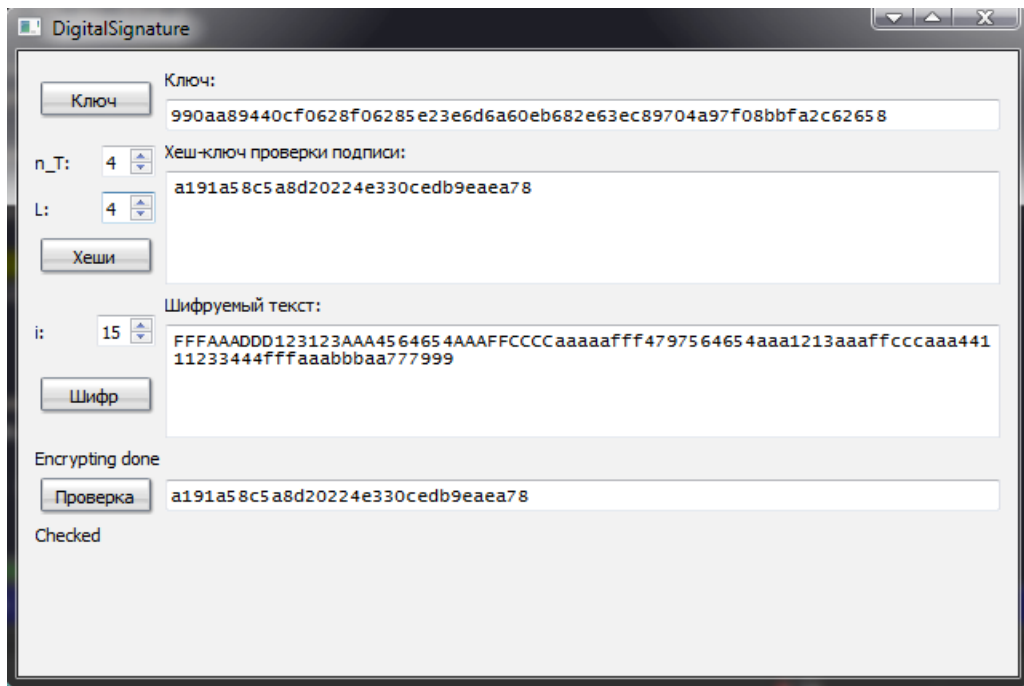 DigitalSignature
Ключ:
Ключ
990aa89440cf0628f06285e23e6d6a60eb682e63ec89704a97f08bbfa2c62658
n_T: 4
Хеш-ключ проверки подписи:
a191a58c5a8d20224e330cedb9eaea78
L: 4
Хеши
Шифруемый текст:
i: 15
FFFAAADDD123123AAA4564654AAAFFCCCCaaaaafff4797564654aaa1213aaaffcccaaa441
11233444fffaaabbbaa777999
Шифр
Encrypting done
Проверка
a191a58c5a8d20224e330cedb9eaea78
Checked